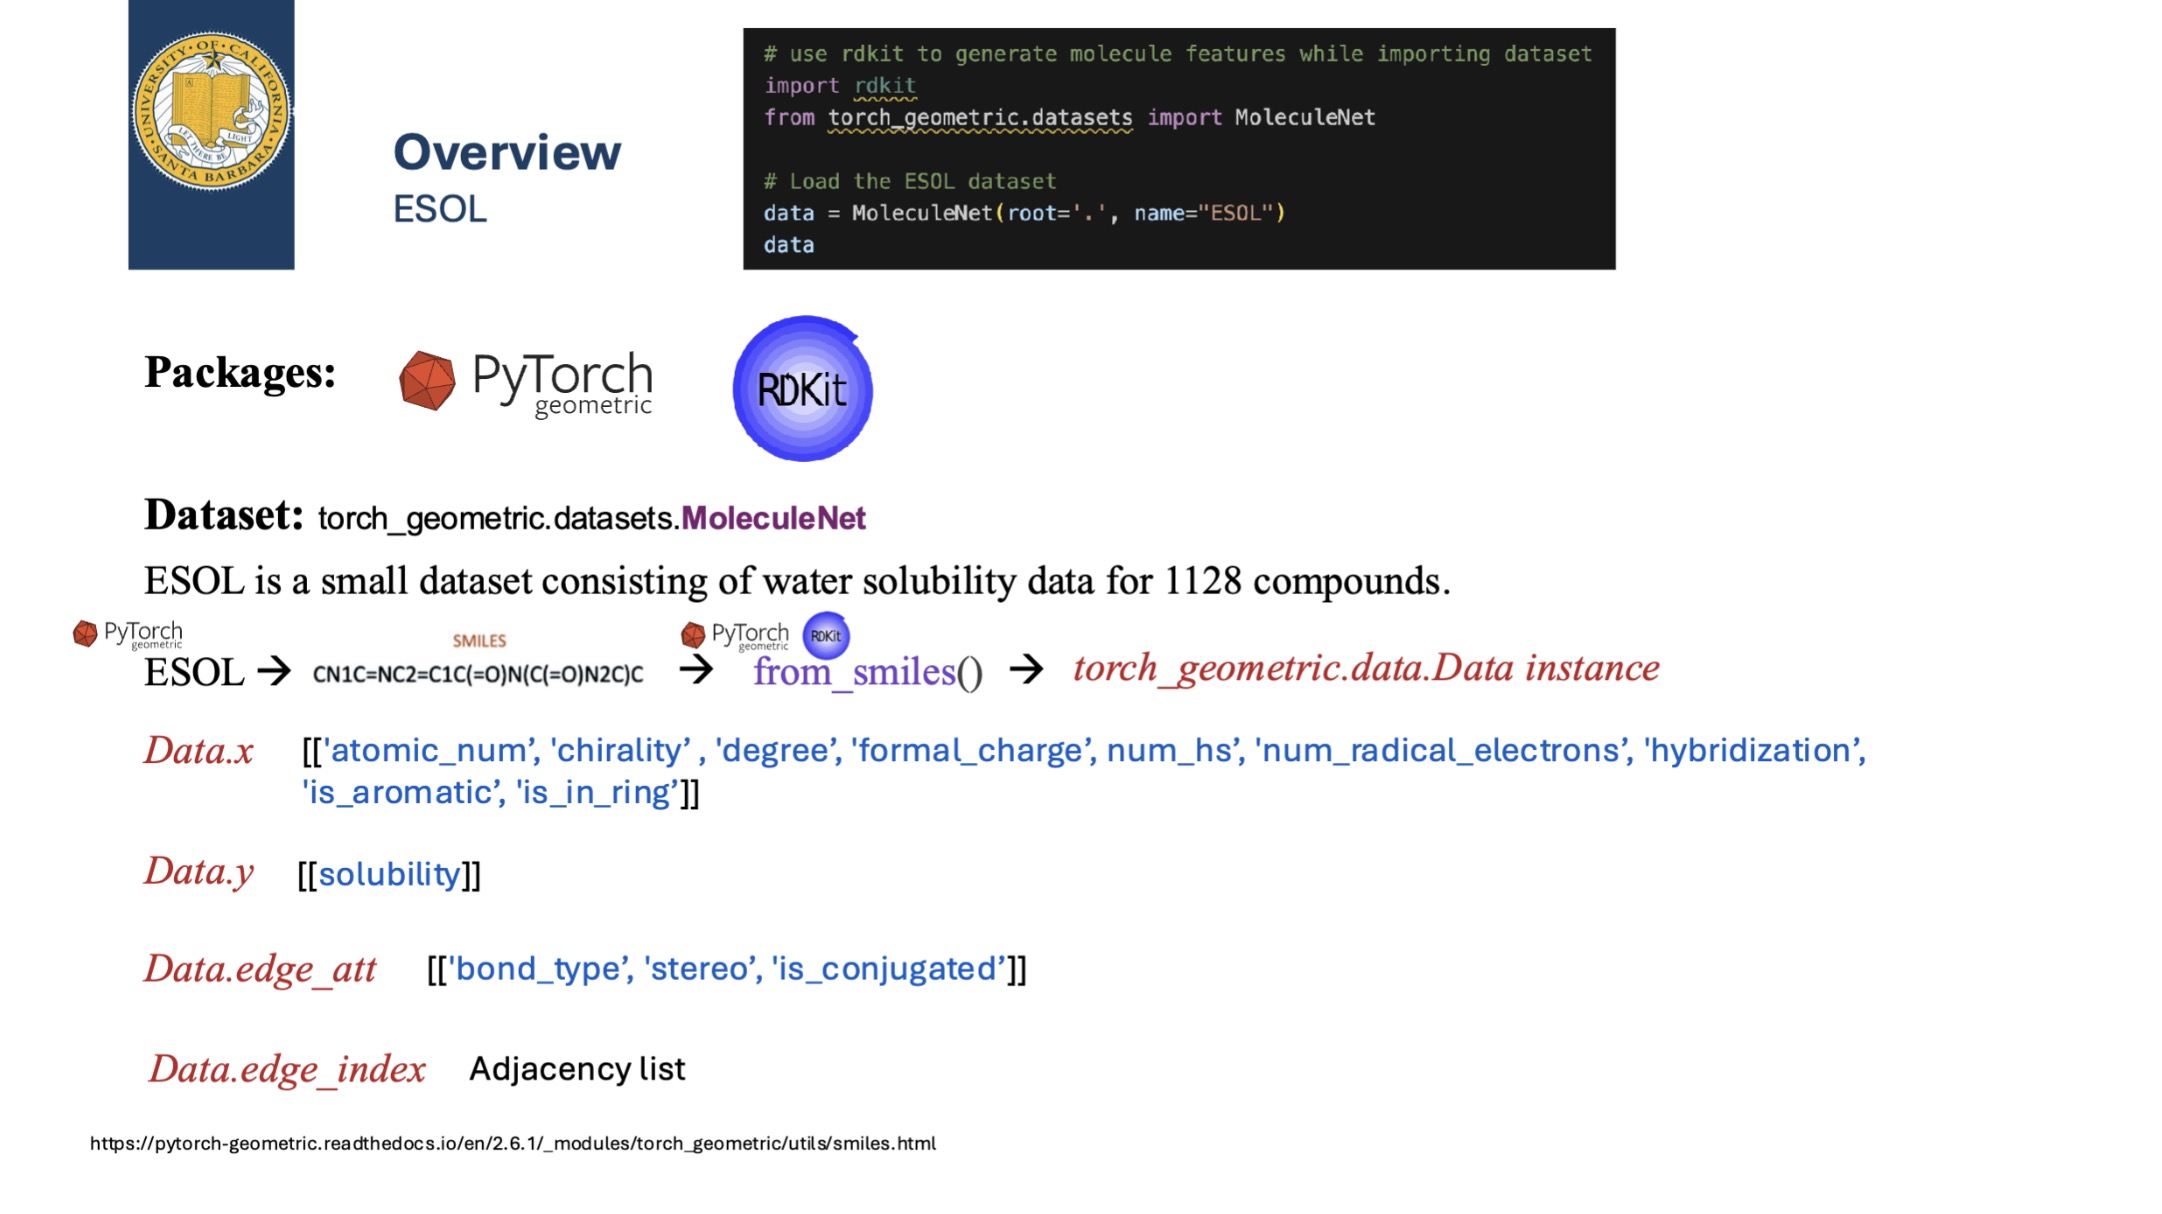 UNIVERSITY · OF · CALIFORNIA
LET THERE BE LIGHT
SANTA BARBARA
Overview
ESOL
# use rdkit to generate molecule features while importing dataset
import rdkit
from torch_geometric.datasets import MoleculeNet
# Load the ESOL dataset
data = MoleculeNet(root='.', name="ESOL")
data
Packages:
PyTorch
geometric
RDKit
Dataset: torch_geometric.datasets.MoleculeNet
ESOL is a small dataset consisting of water solubility data for 1128 compounds.
PyTorch
geometric
SMILES
PyTorch
geometric
RDKit
ESOL → CN1C=NC2=C1C(=O)N(C(=O)N2C)C → from_smiles() → torch_geometric.data.Data instance
Data.x [['atomic_num’, 'chirality’ , 'degree’, 'formal_charge’, num_hs’, 'num_radical_electrons’, 'hybridization’,
'is_aromatic’, 'is_in_ring’]]
Data.y [[solubility]]
Data.edge_att [['bond_type’, 'stereo’, 'is_conjugated’]]
Data.edge_index Adjacency list
https://pytorch-geometric.readthedocs.io/en/2.6.1/_modules/torch_geometric/utils/smiles.html